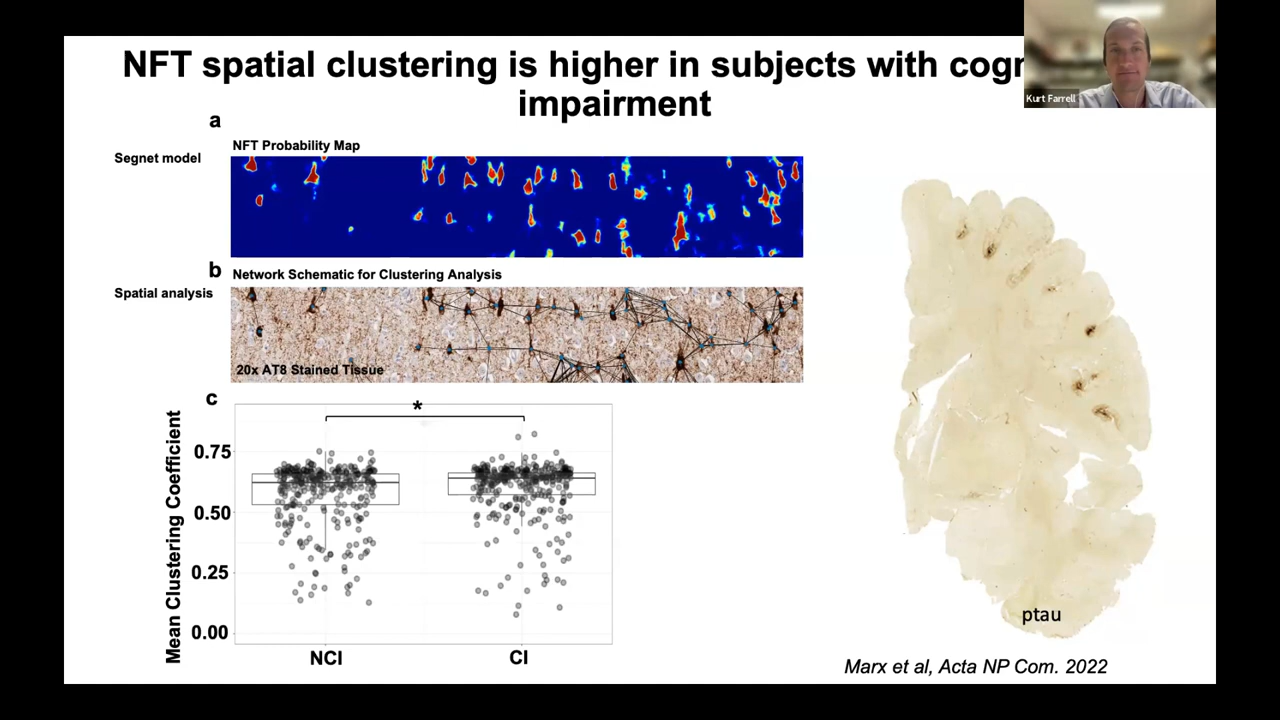 NFT spatial clustering is higher in subjects with
impairment
Kurt Farrell
a
NFT Probability Map
Segnet model
b
Network Schematic for Clustering Analysis
Spatial analysis
20x AT8 Stained Tissue
c
*
Mean Clustering Coefficient
0.75
0.50
0.25
0.00
NCI
CI
ptau
Marx et al, Acta NP Com. 2022